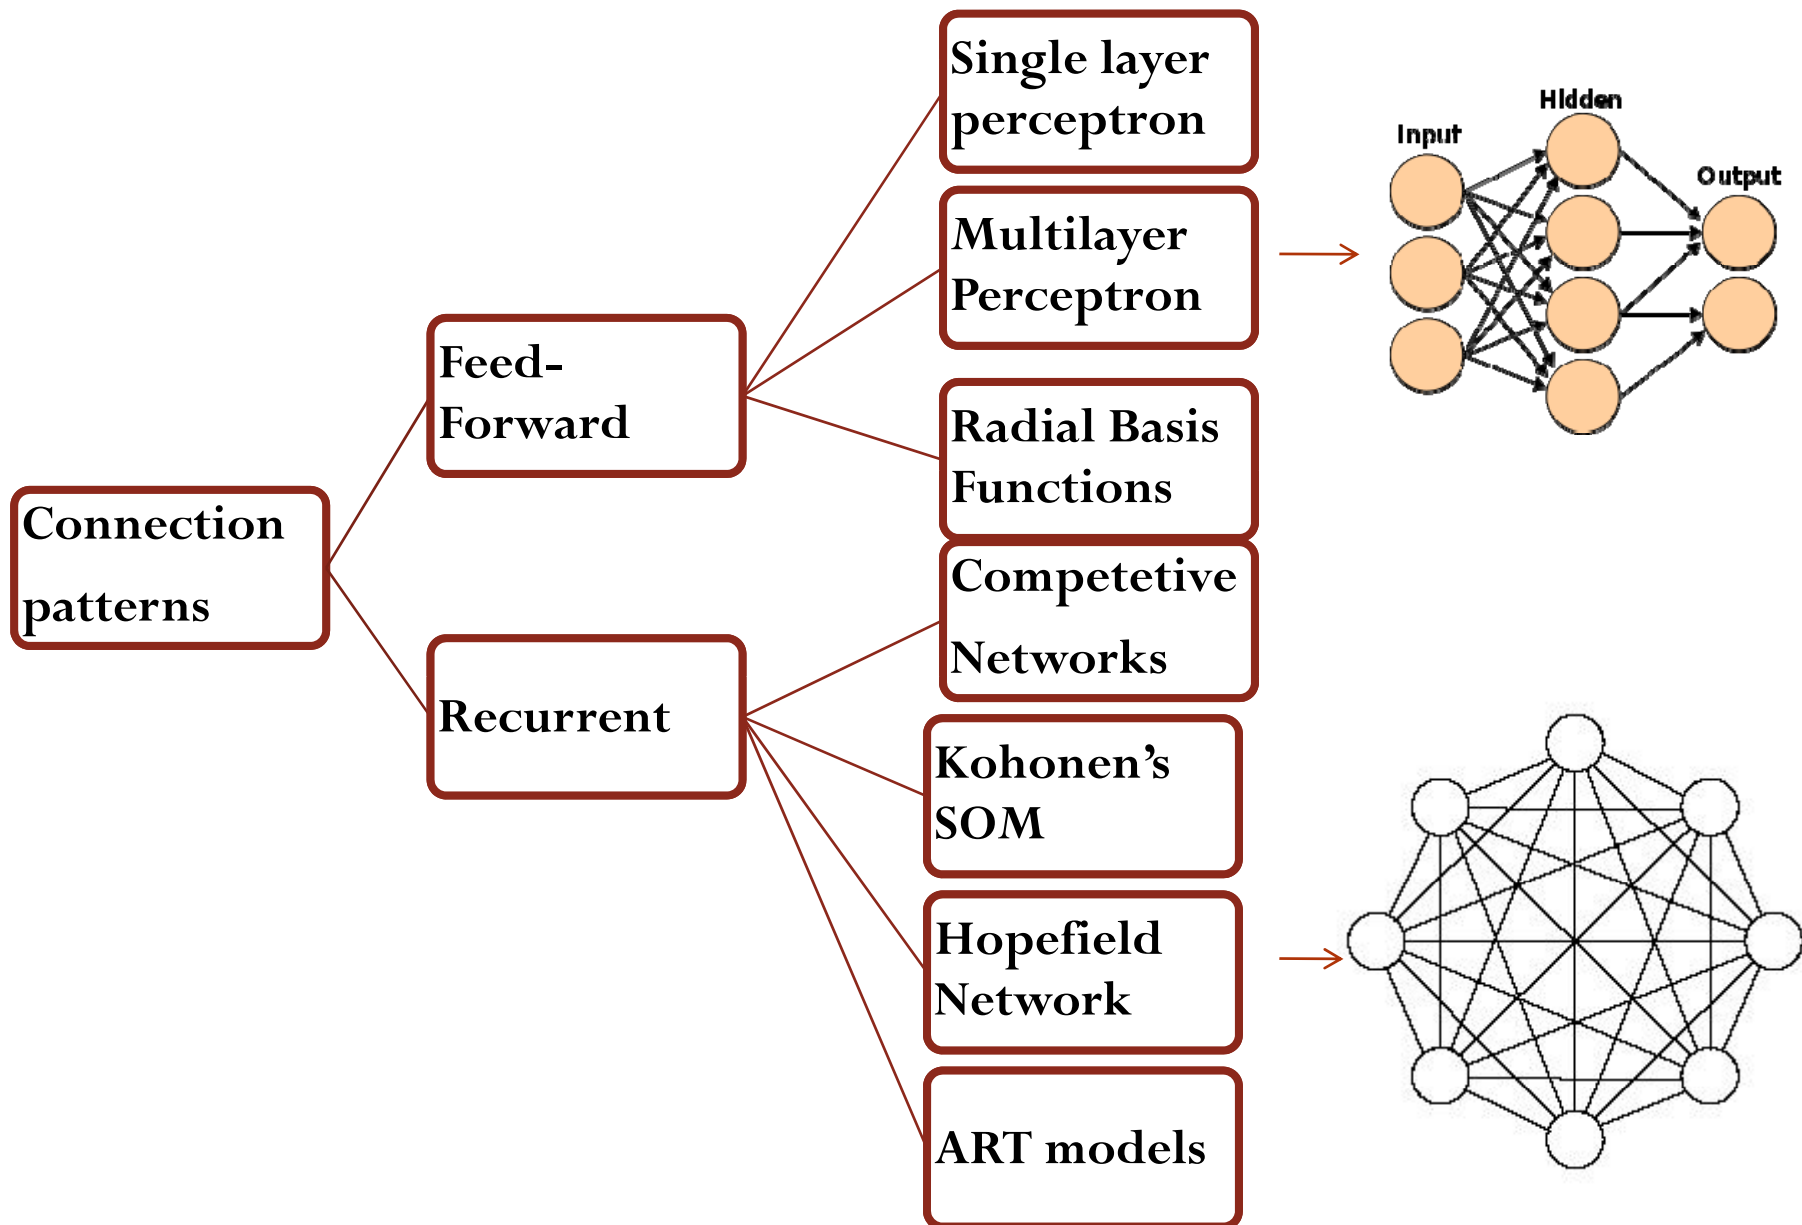 Connection
patterns
Feed-
Forward
Recurrent
Single layer
perceptron
Multilayer
Perceptron
Radial Basis
Functions
Competetive
Networks
Kohonen’s
SOM
Hopefield
Network
ART models
Input
Hidden
Output